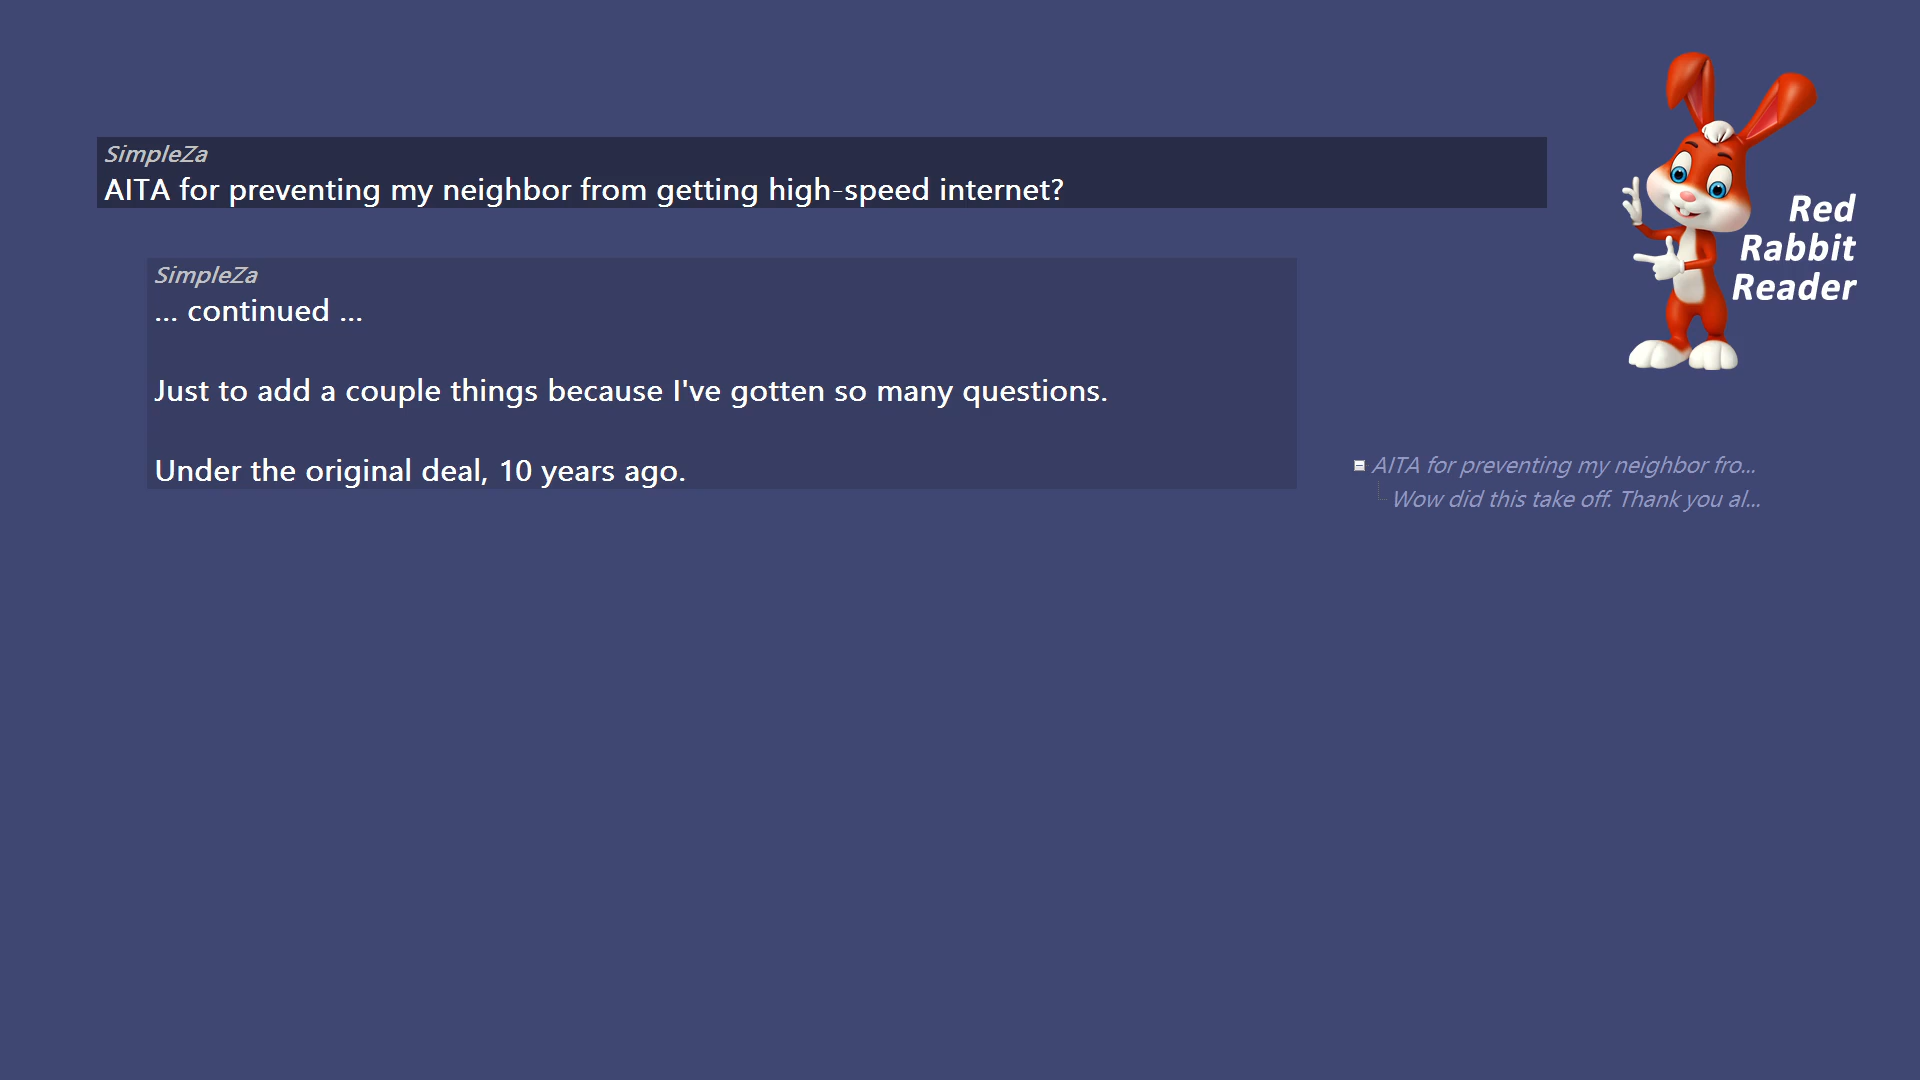 SimpleZa
AITA for preventing my neighbor from getting high-speed internet?
SimpleZa
... continued ...
Just to add a couple things because I've gotten so many questions.
Under the original deal, 10 years ago.
Red
Rabbit
Reader
AITA for preventing my neighbor fro...
Wow did this take off. Thank you al...